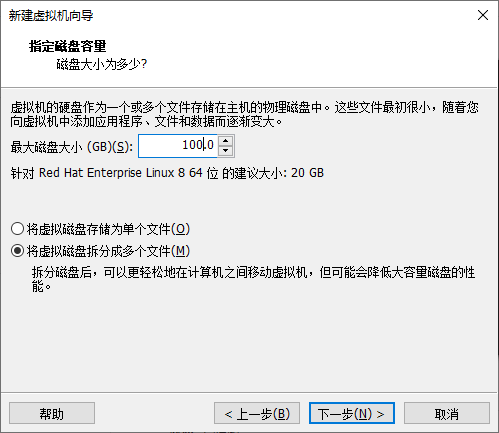 新建虚拟机向导
指定磁盘容量
磁盘大小为多少?
虚拟机的硬盘作为一个或多个文件存储在主机的物理磁盘中。这些文件最初很小，随着您
向虚拟机中添加应用程序、文件和数据而逐渐变大。
最大磁盘大小 (GB)(S): 100.0
针对 Red Hat Enterprise Linux 8 64 位 的建议大小: 20 GB
将虚拟磁盘存储为单个文件(O)
将虚拟磁盘拆分成多个文件(M)
拆分磁盘后，可以更轻松地在计算机之间移动虚拟机，但可能会降低大容量磁盘的性
能。
帮助 < 上一步(B) 下一步(N) > 取消